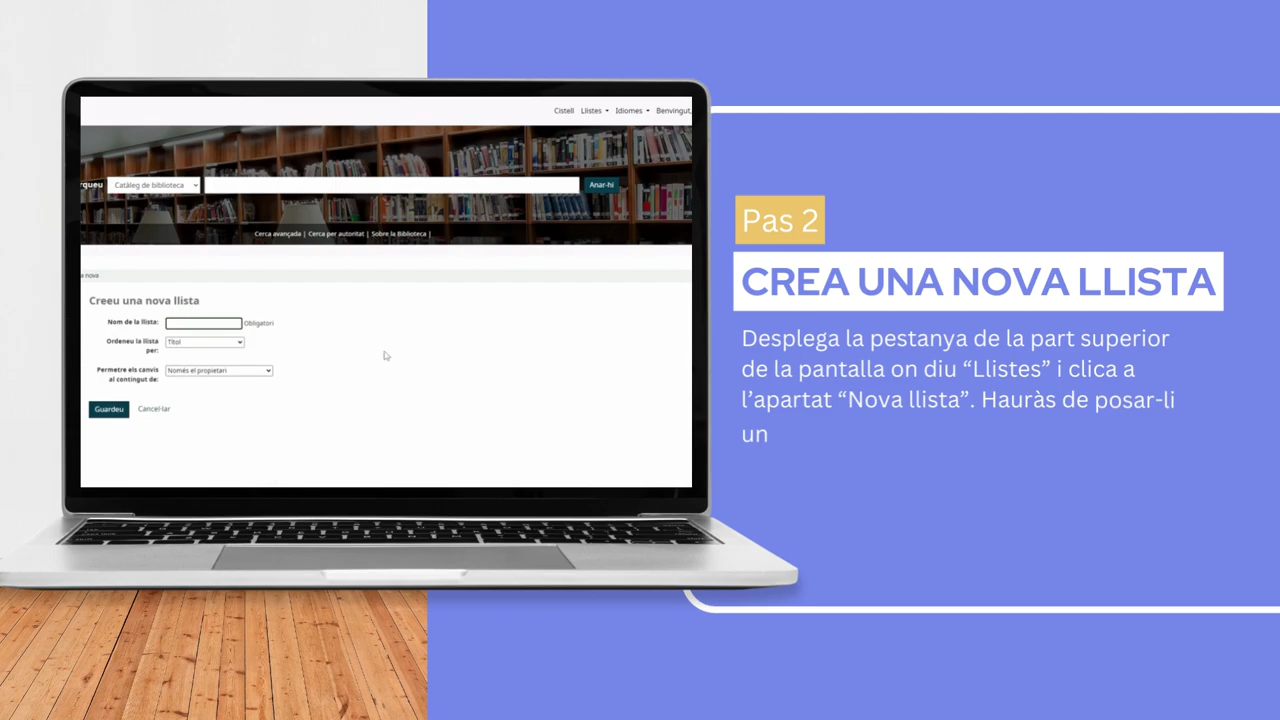 Cistell Llistes Idiomes Benvingut,
rqueu Catàleg de biblioteca Anar-hi
Cerca avançada | Cerca per autoritat | Sobre la Biblioteca |
a nova
Creeu una nova llista
Nom de la llista: Obligatori
Ordeneu la llista per: Títol
Permetre els canvis al contingut de: Només el propietari
Guardeu Cancel·lar
Pas 2
CREA UNA NOVA LLISTA
Desplega la pestanya de la part superior
de la pantalla on diu “Llistes” i clica a
l’apartat “Nova llista”. Hauràs de posar-li
un